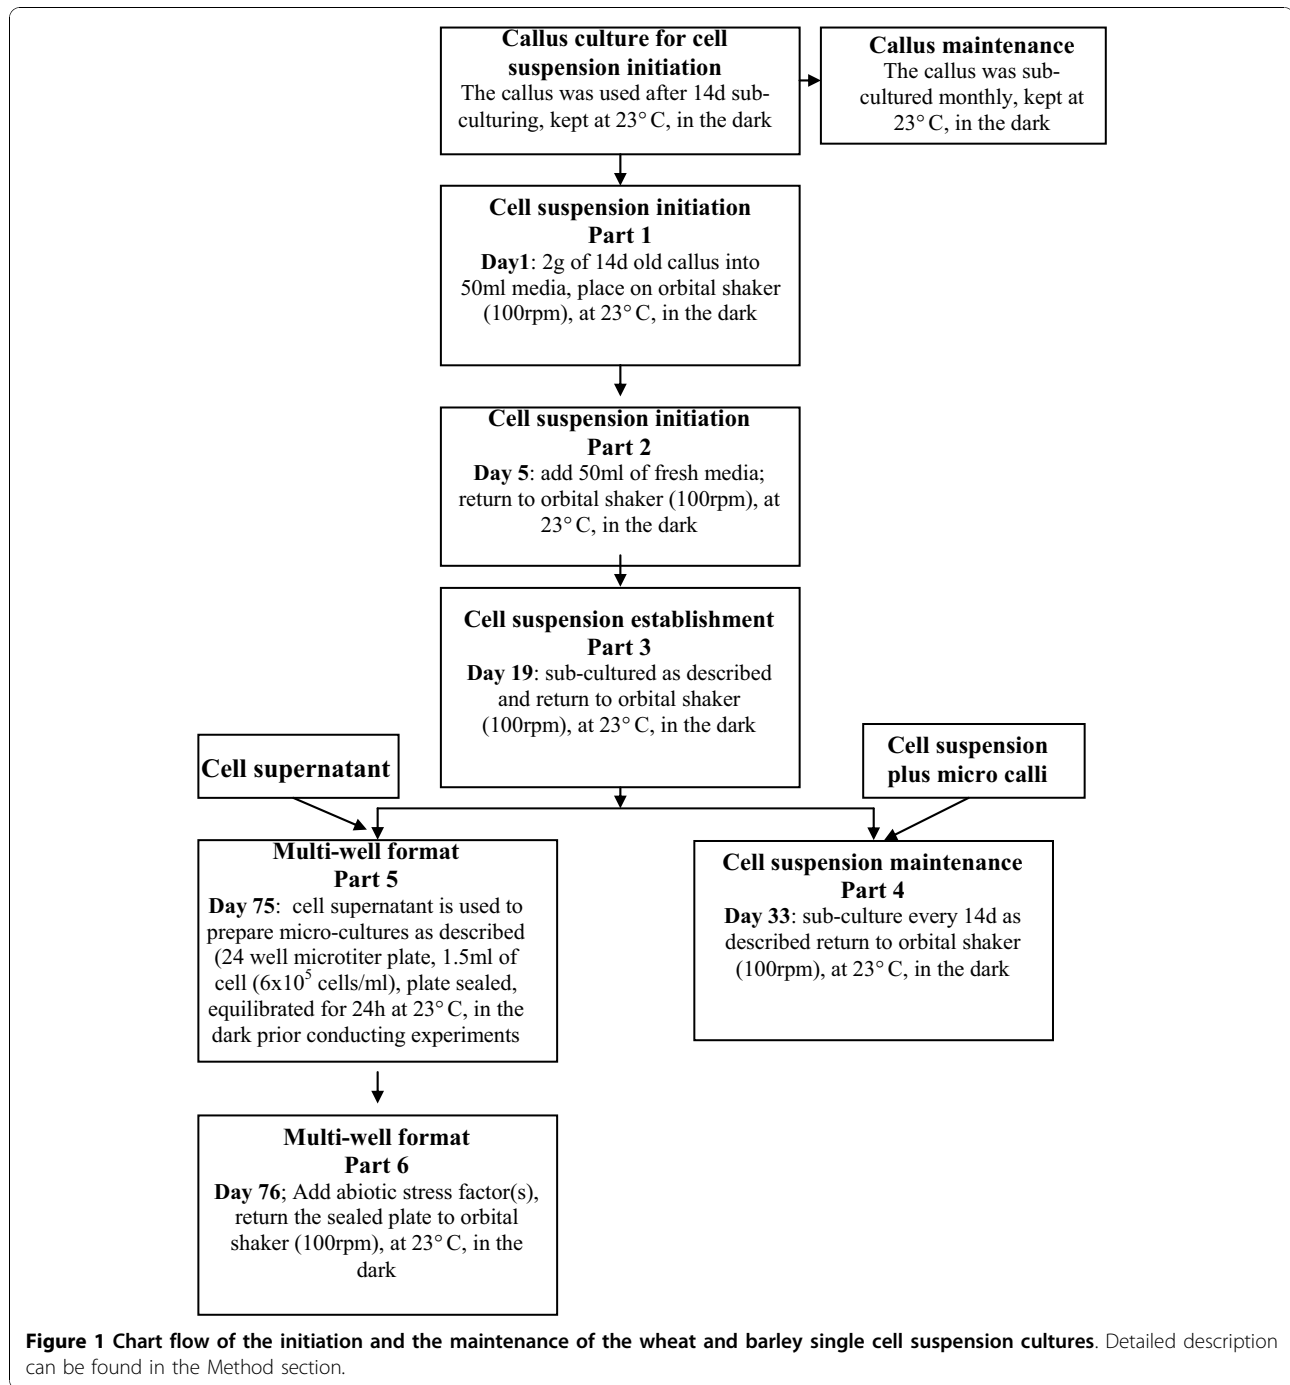 Callus culture for cell
suspension initiation
The callus was used after 14d sub-
culturing, kept at 23° C, in the dark
Callus maintenance
The callus was sub-
cultured monthly, kept at
23° C, in the dark
Cell suspension initiation
Part 1
Day1: 2g of 14d old callus into
50ml media, place on orbital shaker
(100rpm), at 23° C, in the dark
Cell suspension initiation
Part 2
Day 5: add 50ml of fresh media;
return to orbital shaker (100rpm), at
23° C, in the dark
Cell suspension establishment
Part 3
Day 19: sub-cultured as described
and return to orbital shaker
(100rpm), at 23° C, in the dark
Cell supernatant
Cell suspension
plus micro calli
Multi-well format
Part 5
Day 75:  cell supernatant is used to
prepare micro-cultures as described
(24 well microtiter plate, 1.5ml of
cell (6x10⁵ cells/ml), plate sealed,
equilibrated for 24h at 23° C, in the
dark prior conducting experiments
Cell suspension maintenance
Part 4
Day 33: sub-culture every 14d as
described return to orbital shaker
(100rpm), at 23° C, in the dark
Multi-well format
Part 6
Day 76; Add abiotic stress factor(s),
return the sealed plate to orbital
shaker (100rpm), at 23° C, in the
dark
Figure 1 Chart flow of the initiation and the maintenance of the wheat and barley single cell suspension cultures. Detailed description
can be found in the Method section.